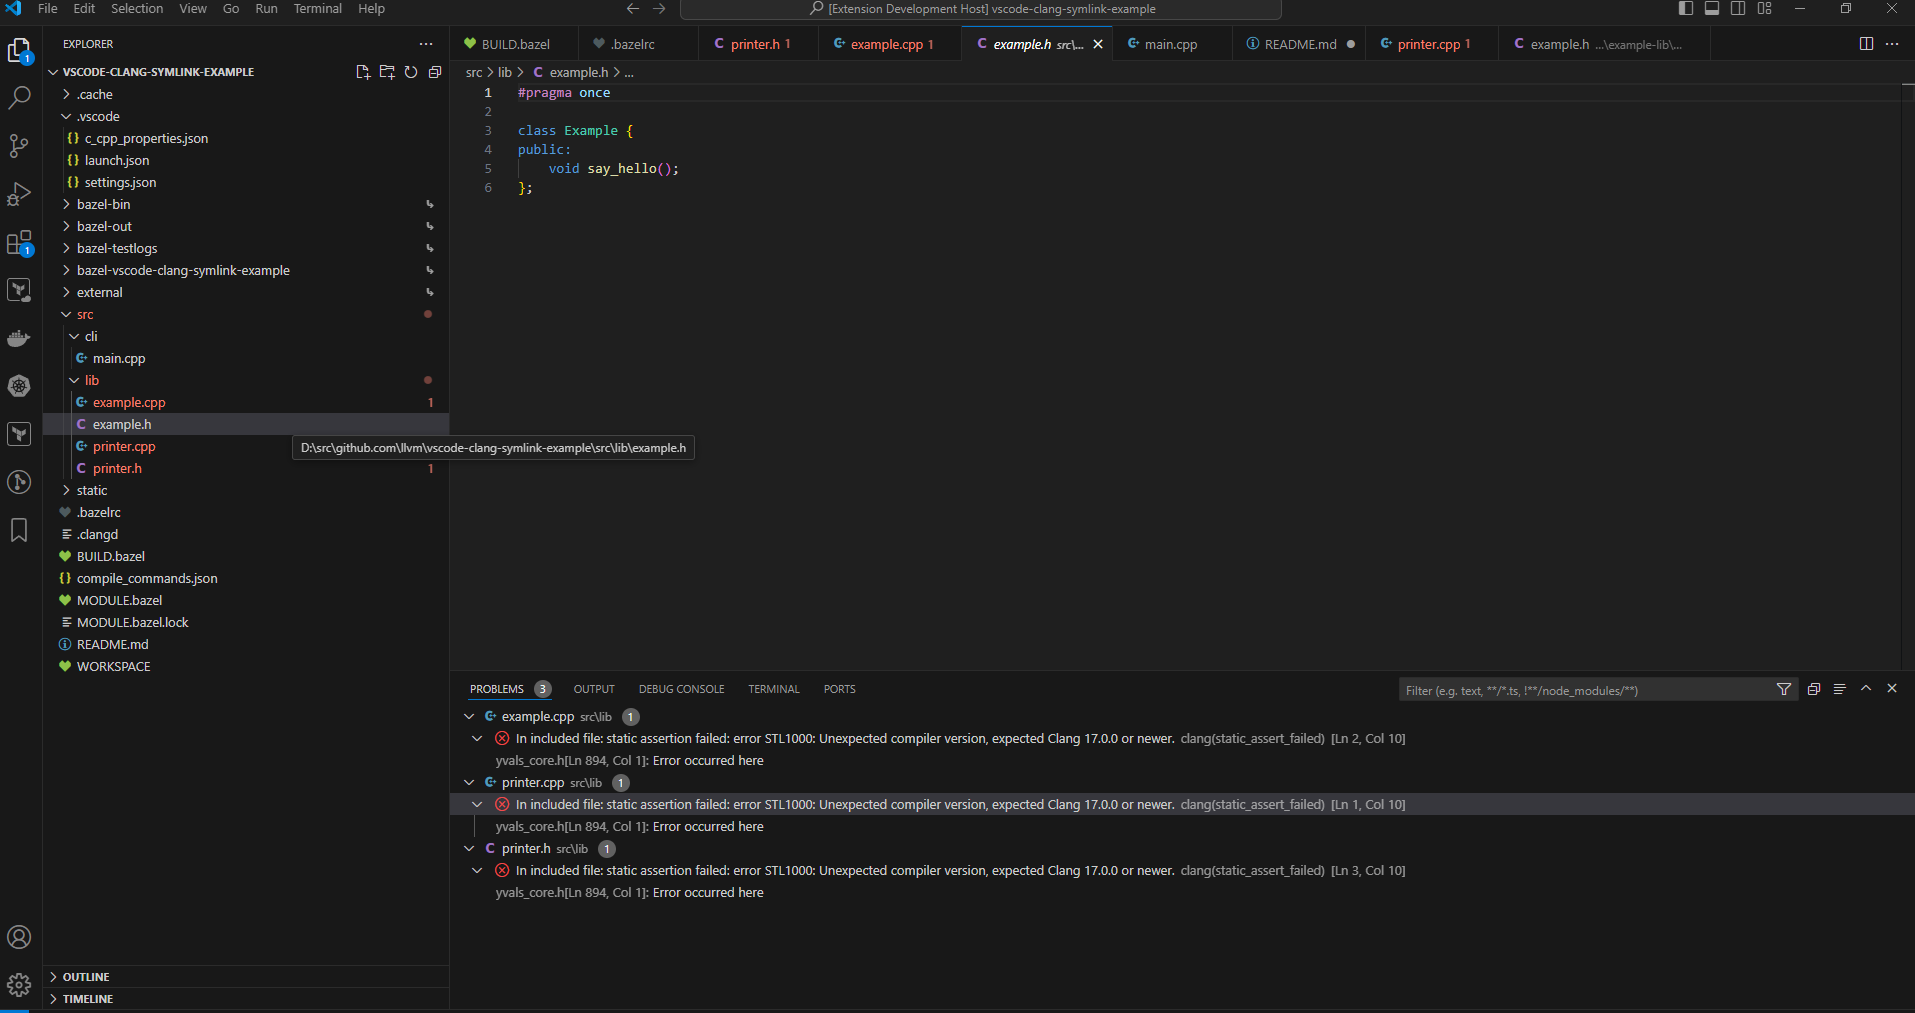 File Edit Selection View Go Run Terminal Help
[Extension Development Host] vscode-clang-symlink-example
EXPLORER
VSCODE-CLANG-SYMLINK-EXAMPLE
.cache
.vscode
{} c_cpp_properties.json
{} launch.json
{} settings.json
bazel-bin
bazel-out
bazel-testlogs
bazel-vscode-clang-symlink-example
external
src
cli
main.cpp
lib
example.cpp 1
C example.h
printer.cpp
C printer.h 1
static
.bazelrc
.clangd
BUILD.bazel
{} compile_commands.json
MODULE.bazel
MODULE.bazel.lock
README.md
WORKSPACE
OUTLINE
TIMELINE
1
1
D:\src\github.com\llvm\vscode-clang-symlink-example\src\lib\example.h
BUILD.bazel .bazelrc C printer.h 1 example.cpp 1 C example.h src\... main.cpp README.md printer.cpp 1 C example.h ...\example-lib\...
src > lib > C example.h > ...
1 #pragma once
2
3 class Example {
4 public:
5 void say_hello();
6 };
PROBLEMS 3 OUTPUT DEBUG CONSOLE TERMINAL PORTS
Filter (e.g. text, **/*.ts, !**/node_modules/**)
example.cpp src\lib 1
In included file: static assertion failed: error STL1000: Unexpected compiler version, expected Clang 17.0.0 or newer. clang(static_assert_failed) [Ln 2, Col 10]
yvals_core.h[Ln 894, Col 1]: Error occurred here
printer.cpp src\lib 1
In included file: static assertion failed: error STL1000: Unexpected compiler version, expected Clang 17.0.0 or newer. clang(static_assert_failed) [Ln 1, Col 10]
yvals_core.h[Ln 894, Col 1]: Error occurred here
C printer.h src\lib 1
In included file: static assertion failed: error STL1000: Unexpected compiler version, expected Clang 17.0.0 or newer. clang(static_assert_failed) [Ln 3, Col 10]
yvals_core.h[Ln 894, Col 1]: Error occurred here